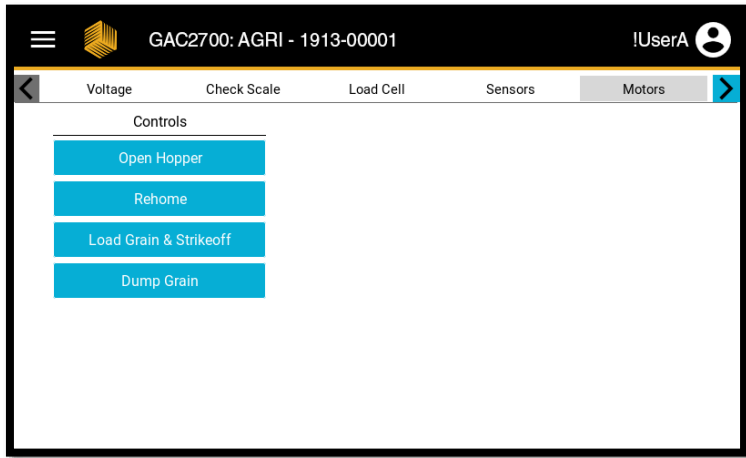 GAC2700: AGRI - 1913-00001 !UserA
Voltage Check Scale Load Cell Sensors Motors
Controls
Open Hopper
Rehome
Load Grain & Strikeoff
Dump Grain